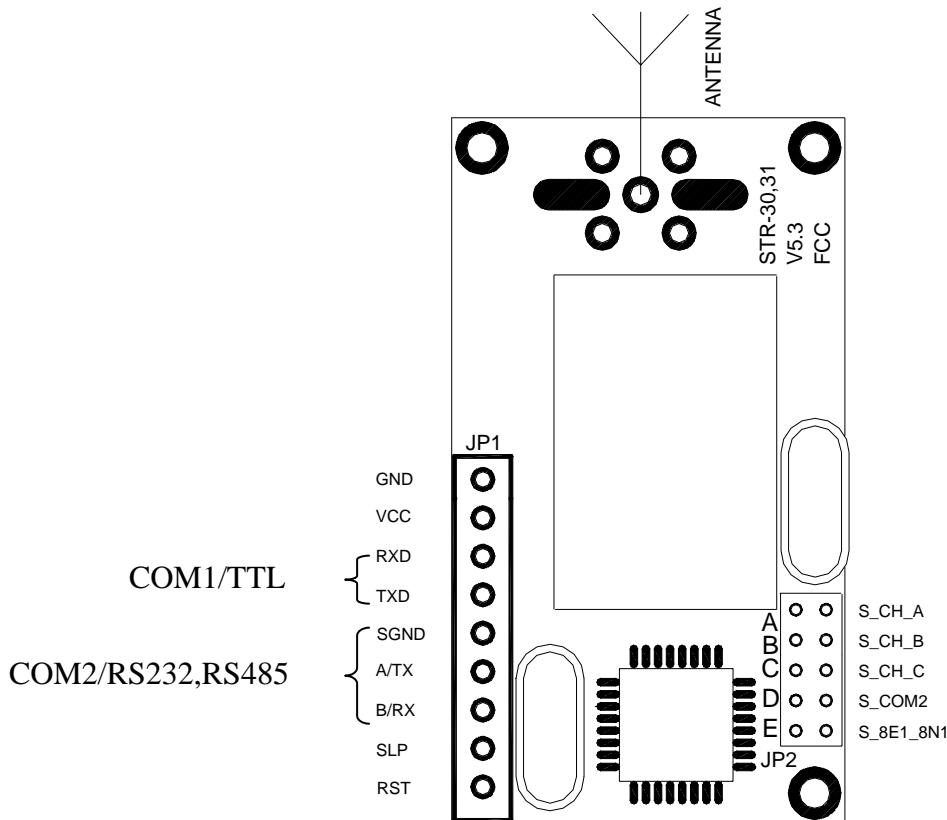 ANTENNA
STR-30,31
V5.3
FCC
JP1
GND
VCC
RXD
TXD
SGND
A/TX
B/RX
SLP
RST
COM1/TTL
COM2/RS232,RS485
A
B
C
D
E
S_CH_A
S_CH_B
S_CH_C
S_COM2
S_8E1_8N1
JP2